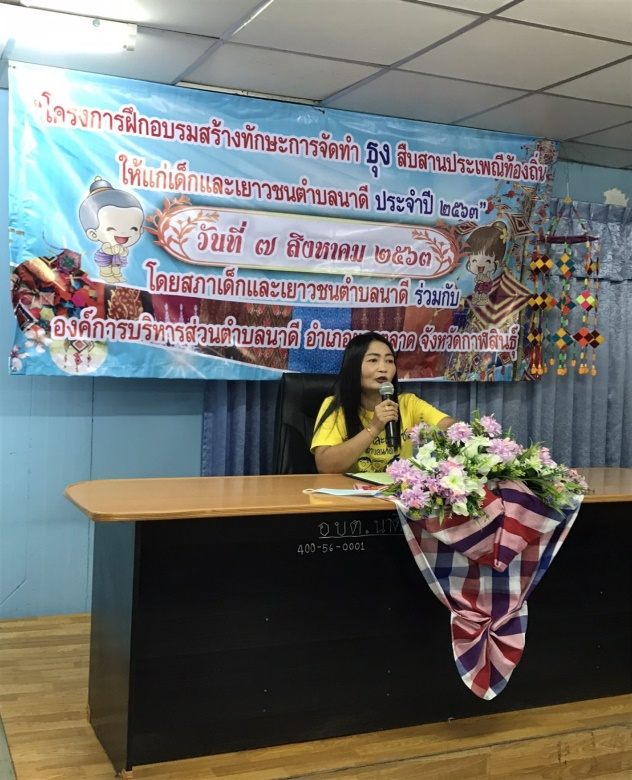 "โครงการฝึกอบรมสร้างทักษะการจัดทำ ธุง สืบสานประเพณีท้องถิ่น
ให้แก่เด็กและเยาวชนตำบลนาดี ประจำปี ๒๕๖๓"
วันที่ ๗ สิงหาคม ๒๕๖๓
โดยสภาเด็กและเยาวชนตำบลนาดี ร่วมกับ
องค์การบริหารส่วนตำบลนาดี อำเภอ จังหวัดกาฬสินธุ์
อบต.
400-56-0001